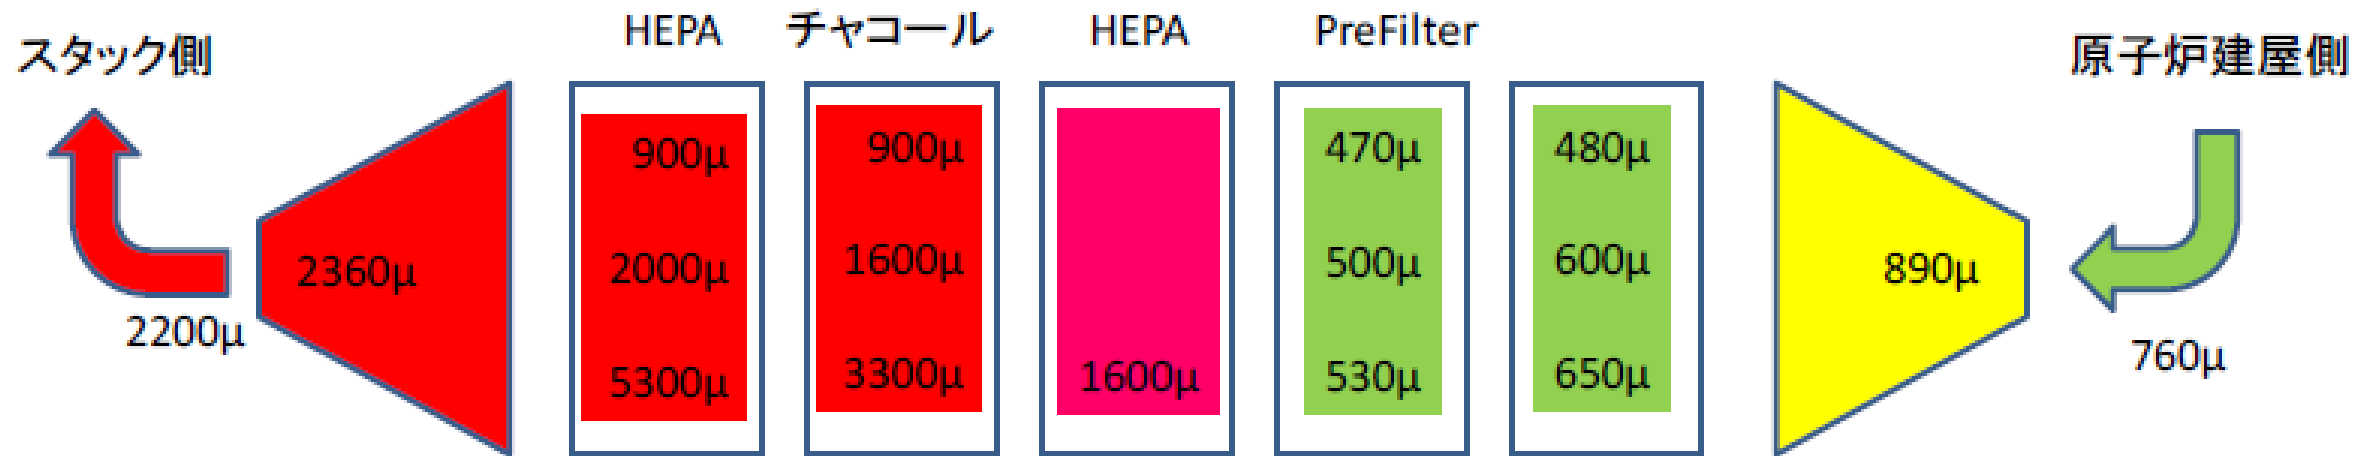 スタック側
HEPA
チャコール
HEPA
PreFilter
原子炉建屋側
2200μ
2360μ
900μ
2000μ
5300μ
900μ
1600μ
3300μ
1600μ
470μ
500μ
530μ
480μ
600μ
650μ
890μ
760μ